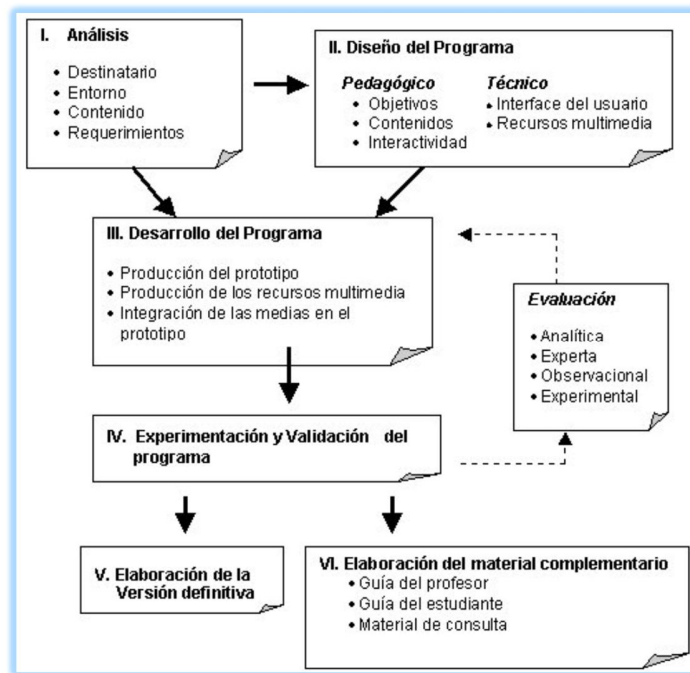 I. Análisis
• Destinatario
• Entorno
• Contenido
• Requerimientos
II. Diseño del Programa
Pedagógico
• Objetivos
• Contenidos
• Interactividad
Técnico
• Interface del usuario
• Recursos multimedia
III. Desarrollo del Programa
• Producción del prototipo
• Producción de los recursos multimedia
• Integración de las medias en el
prototipo
Evaluación
• Analítica
• Experta
• Observacional
• Experimental
IV. Experimentación y Validación del
programa
V. Elaboración de la
Versión definitiva
VI. Elaboración del material complementario
• Guía del profesor
• Guía del estudiante
• Material de consulta